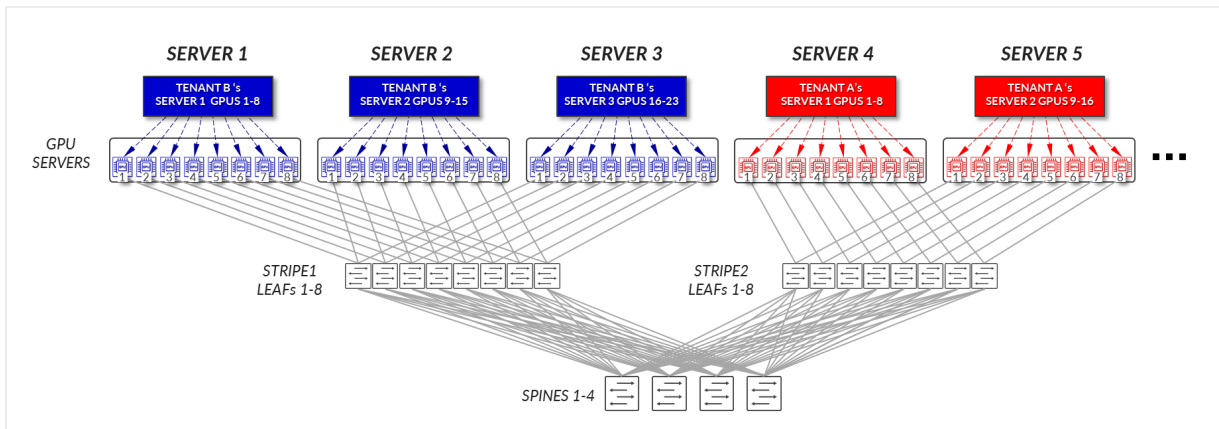 SERVER 1
SERVER 2
SERVER 3
SERVER 4
SERVER 5
TENANT B 's
SERVER 1 GPUS 1-8
TENANT B 's
SERVER 2 GPUS 9-15
TENANT B 's
SERVER 3 GPUS 16-23
TENANT A's
SERVER 1 GPUS 1-8
TENANT A's
SERVER 2 GPUS 9-16
GPU
SERVERS
1 2 3 4 5 6 7 8
1 2 3 4 5 6 7 8
1 2 3 4 5 6 7 8
1 2 3 4 5 6 7 8
1 2 3 4 5 6 7 8
...
STRIPE1
LEAFs 1-8
STRIPE2
LEAFs 1-8
SPINES 1-4